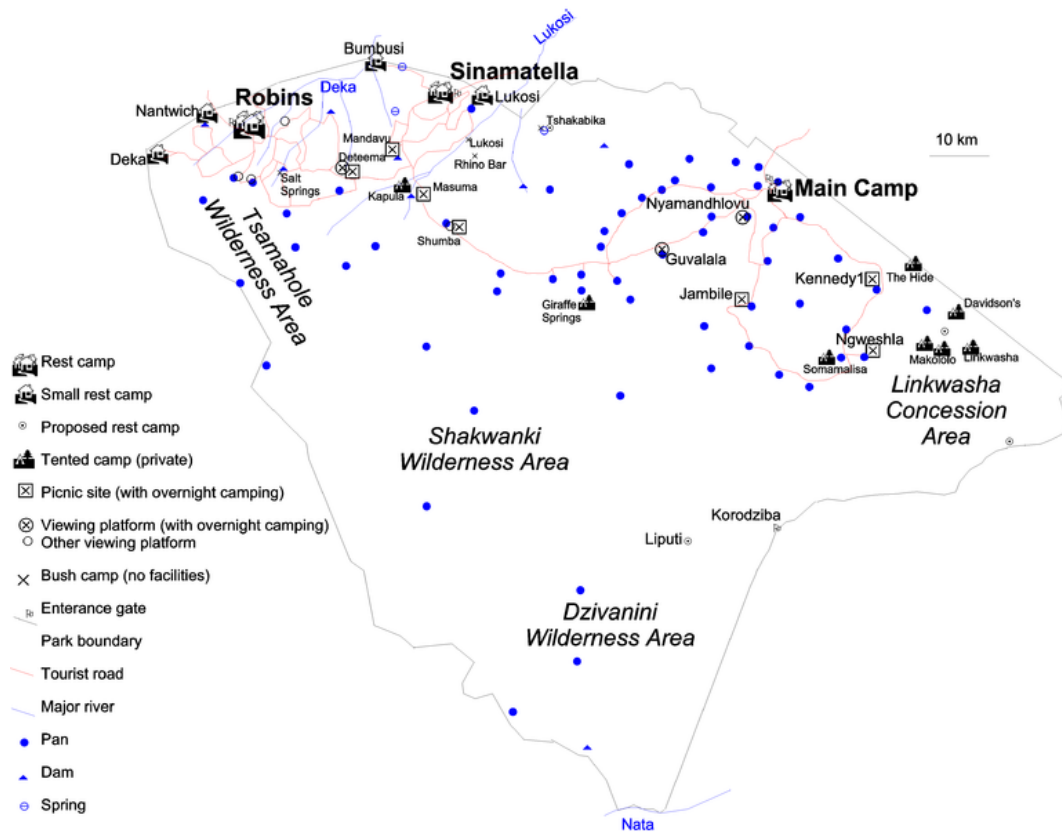 Lukosi
Bumbusi
Sinamatella
Deka
Robins
Lukosi
Nantwich
Tshakabika
Mandavu
Lukosi
Deteema
Rhino Bar
Deka
10 km
Salt
Springs
Kapula
Masuma
Main Camp
Nyamandhlovu
Tsamahole
Wilderness Area
Shumba
Guvalala
Kennedy1
The Hide
Jambile
Giraffe
Springs
Davidson's
Ngweshla
Makololo
Linkwasha
Somamalisa
Linkwasha
Concession
Area
Shakwanki
Wilderness Area
Korodziba
Liputi
Dzivanini
Wilderness Area
Nata
Rest camp
Small rest camp
Proposed rest camp
Tented camp (private)
Picnic site (with overnight camping)
Viewing platform (with overnight camping)
Other viewing platform
Bush camp (no facilities)
Enterance gate
Park boundary
Tourist road
Major river
Pan
Dam
Spring